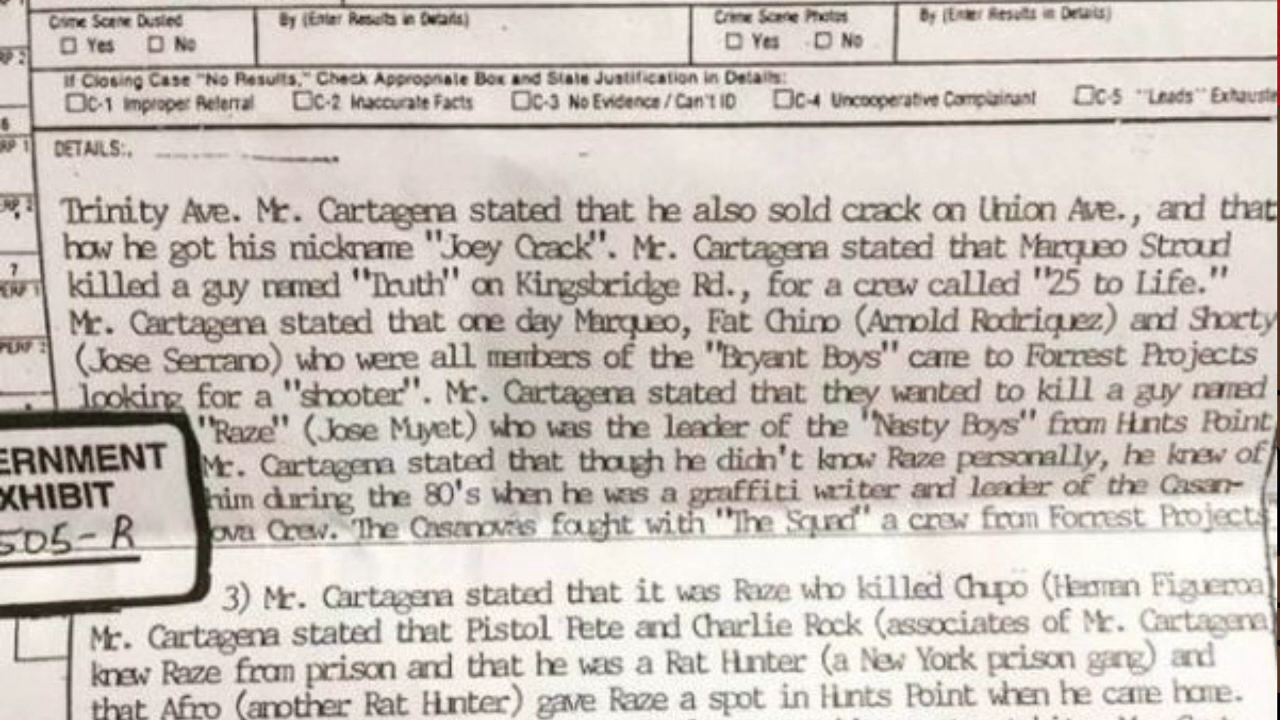 Crime Scene Dusted
By (Enter Results in Details)
Crime Scene Photos
By (Enter Results in Details)
☐ Yes ☐ No
☐ Yes ☐ No
If Closing Case "No Results," Check Appropriate Box and State Justification in Details:
☐C-1 Improper Referral ☐C-2 Inaccurate Facts ☐C-3 No Evidence / Can't ID ☐C-4 Uncooperative Complainant ☐C-5 "Leads" Exhauste
DETAILS:
Trinity Ave. Mr. Cartagena stated that he also sold crack on Union Ave., and that
how he got his nickname "Joey Crack". Mr. Cartagena stated that Marqueo Stroud
killed a guy named "Truth" on Kingsbridge Rd., for a crew called "25 to Life."
Mr. Cartagena stated that one day Marqueo, Fat Chino (Arnold Rodriquez) and Shorty
(Jose Serrano) who were all members of the "Bryant Boys" came to Forrest Projects
looking for a "shooter". Mr. Cartagena stated that they wanted to kill a guy named
"Raze" (Jose Muyet) who was the leader of the "Nasty Boys" from Hunts Point
Mr. Cartagena stated that though he didn't know Raze personally, he knew of
him during the 80's when he was a graffiti writer and leader of the Casan-
ova Crew. The Casanovas fought with "The Squad" a crew from Forrest Projects
ERNMENT
XHIBIT
505-R
3) Mr. Cartagena stated that it was Raze who killed Chupo (Herman Figueroa)
Mr. Cartagena stated that Pistol Pete and Charlie Rock (associates of Mr. Cartagena
knew Raze from prison and that he was a Rat Hunter (a New York prison gang) and
that Afro (another Rat Hunter) gave Raze a spot in Hunts Point when he came home.